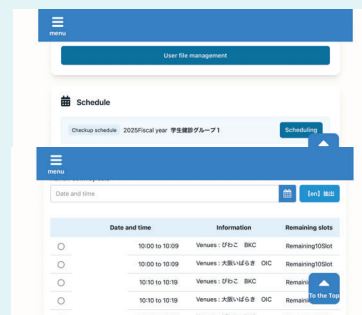 menu
User file management
Schedule
Checkup schedule 2025Fiscal year 学生健診グループ1 Scheduling
menu
Date and time 【en】抽出
Date and time Information Remaining slots
10:00 to 10:09 Venues : びわこ BKC Remaining10Slot
10:00 to 10:09 Venues : 大阪いばらき OIC Remaining10Slot
10:10 to 10:19 Venues : びわこ BKC Remaining10Slot
10:10 to 10:19 Venues : 大阪いばらき OIC Remaini
To the Top